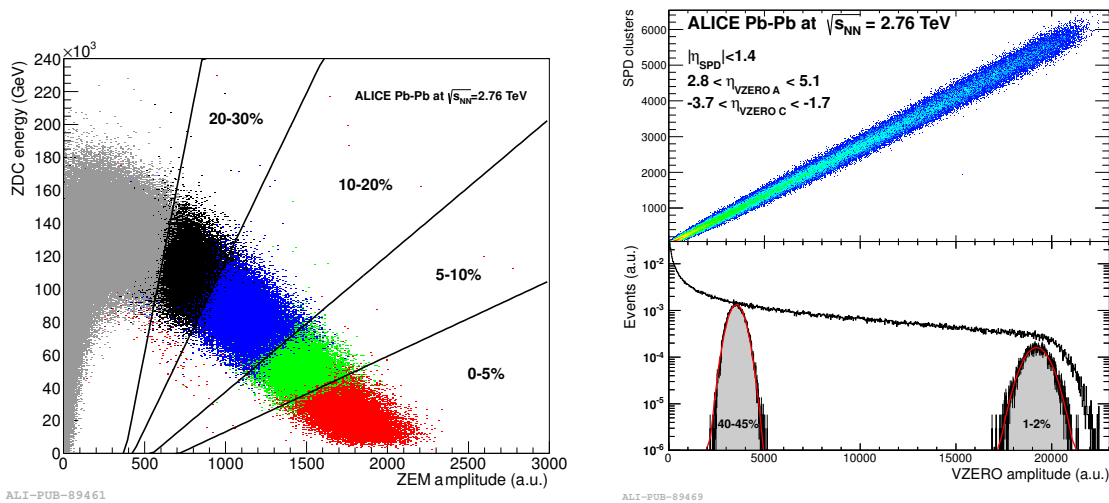 ×10³
240
220
200
180
160
140
120
100
80
60
40
20
0
ZDC energy (GeV)
ALICE Pb-Pb at √sNN=2.76 TeV
20-30%
10-20%
5-10%
0-5%
0 500 1000 1500 2000 2500 3000
ZEM amplitude (a.u.)
ALI-PUB-89461
ALICE Pb-Pb at √sNN = 2.76 TeV
|ηSPD|<1.4
2.8 < ηVZERO A < 5.1
-3.7 < ηVZERO C < -1.7
SPD clusters
6000
5000
4000
3000
2000
1000
Events (a.u.)
10⁻²
10⁻³
10⁻⁴
10⁻⁵
10⁻⁶
40-45%
1-2%
0 5000 10000 15000 20000
VZERO amplitude (a.u.)
ALI-PUB-89469